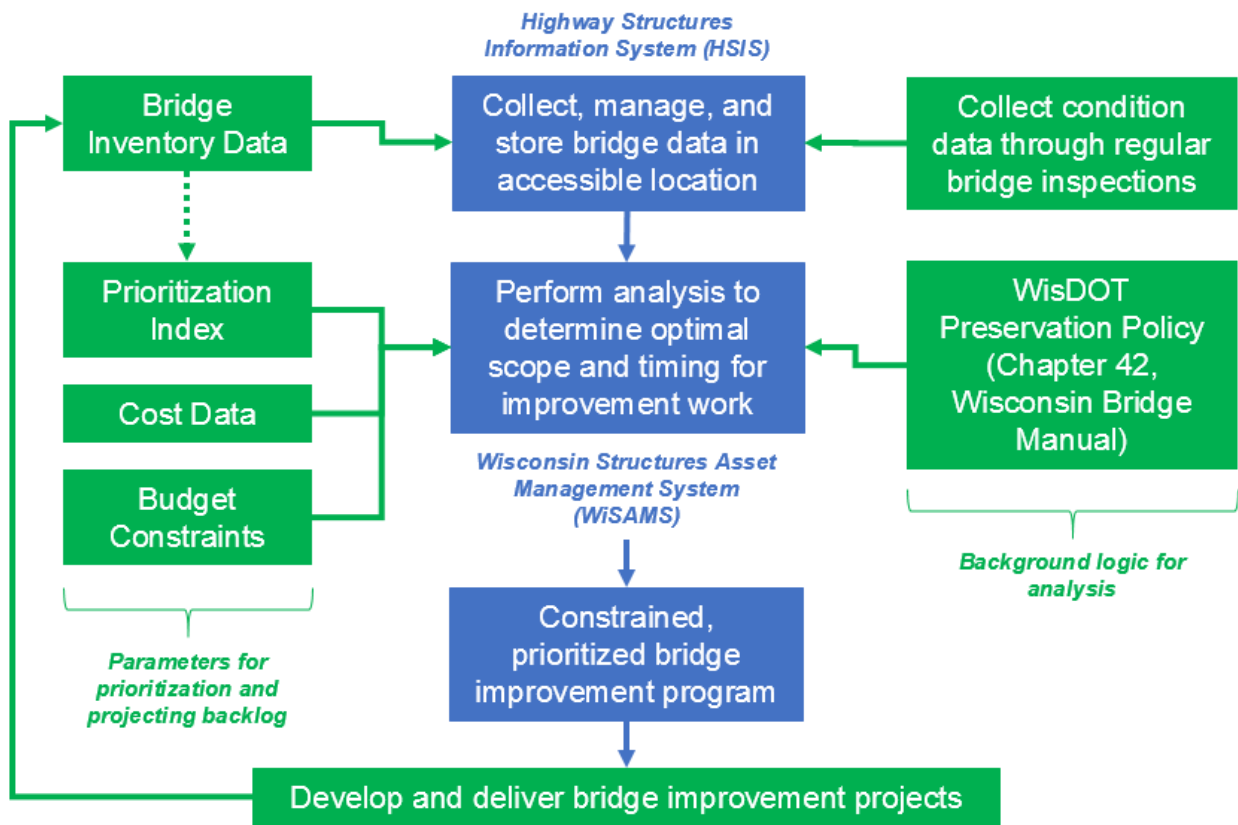 Highway Structures
Information System (HSIS)
Bridge
Inventory Data
Collect, manage, and
store bridge data in
accessible location
Collect condition
data through regular
bridge inspections
Prioritization
Index
Cost Data
Budget
Constraints
Perform analysis to
determine optimal
scope and timing for
improvement work
WisDOT
Preservation Policy
(Chapter 42,
Wisconsin Bridge
Manual)
Wisconsin Structures Asset
Management System
(WiSAMS)
Parameters for
prioritization and
projecting backlog
Background logic for
analysis
Constrained,
prioritized bridge
improvement program
Develop and deliver bridge improvement projects